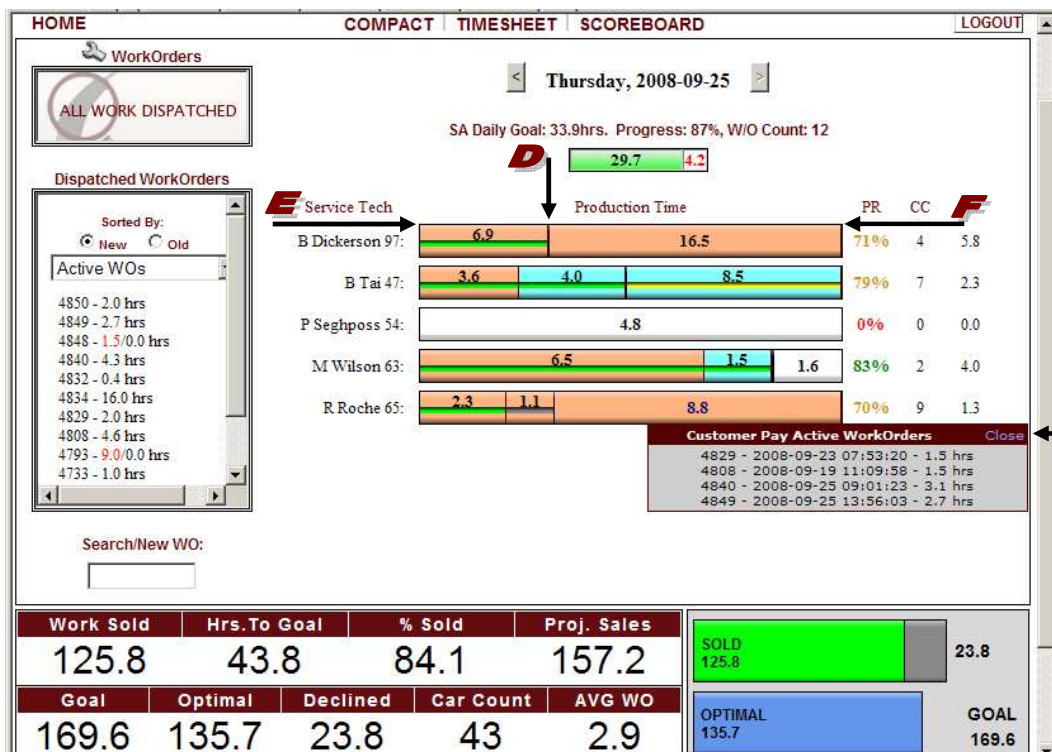 HOME COMPACT TIMESHEET SCOREBOARD LOGOUT
WorkOrders
ALL WORK DISPATCHED
< Thursday, 2008-09-25 >
SA Daily Goal: 33.9hrs. Progress: 87%, W/O Count: 12
29.7 4.2
D
Dispatched WorkOrders
Sorted By:
New Old
Active WOs
4850 - 2.0 hrs
4849 - 2.7 hrs
4848 - 1.5/0.0 hrs
4840 - 4.3 hrs
4832 - 0.4 hrs
4834 - 16.0 hrs
4829 - 2.0 hrs
4808 - 4.6 hrs
4793 - 9.0/0.0 hrs
4733 - 1.0 hrs
E Service Tech Production Time PR CC F
B Dickerson 97: 6.9 16.5 71% 4 5.8
B Tai 47: 3.6 4.0 8.5 79% 7 2.3
P Seghposs 54: 4.8 0% 0 0.0
M Wilson 63: 6.5 1.5 1.6 83% 2 4.0
R Roche 65: 2.3 1.1 8.8 70% 9 1.3
Customer Pay Active WorkOrders Close
4829 - 2008-09-23 07:53:20 - 1.5 hrs
4808 - 2008-09-19 11:09:58 - 1.5 hrs
4840 - 2008-09-25 09:01:23 - 3.1 hrs
4849 - 2008-09-25 13:56:03 - 2.7 hrs
Search/New WO:
Work Sold Hrs.To Goal % Sold Proj. Sales
125.8 43.8 84.1 157.2
Goal Optimal Declined Car Count AVG WO
169.6 135.7 23.8 43 2.9
SOLD
125.8
23.8
OPTIMAL
135.7
GOAL
169.6